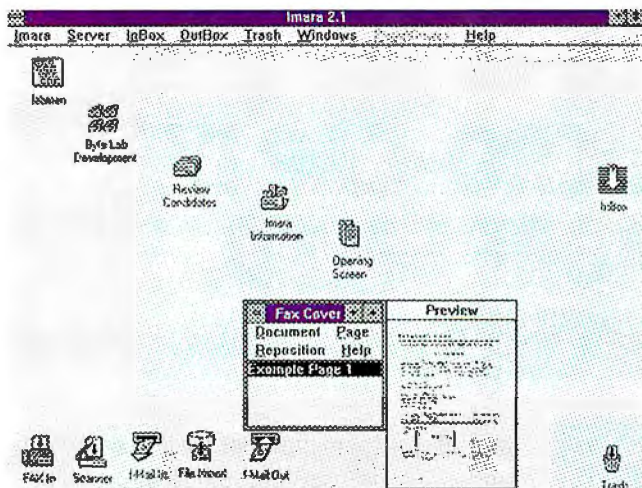 Imara 2.1
Imara Server InBox OutBox Trash Windows Help
labman
Byte Lab
Development
Review
Candidates
Imara
Information
Opening
Screen
InBox
Fax Cover
Preview
Document Page
Reposition Help
Example Page 1
FAX In
Scanner
File Import
Trash